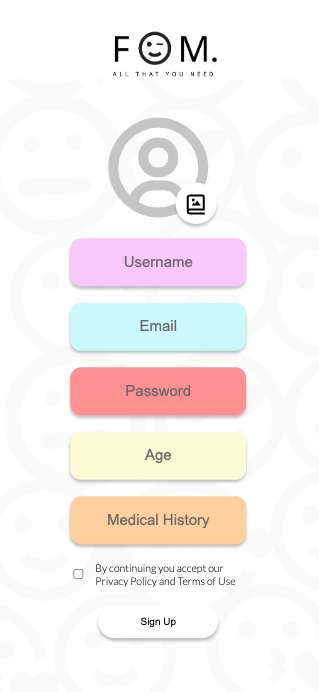 F M.
ALL THAT YOU NEED
Username
Email
Password
Age
Medical History
By continuing you accept our
Privacy Policy and Terms of Use
Sign Up